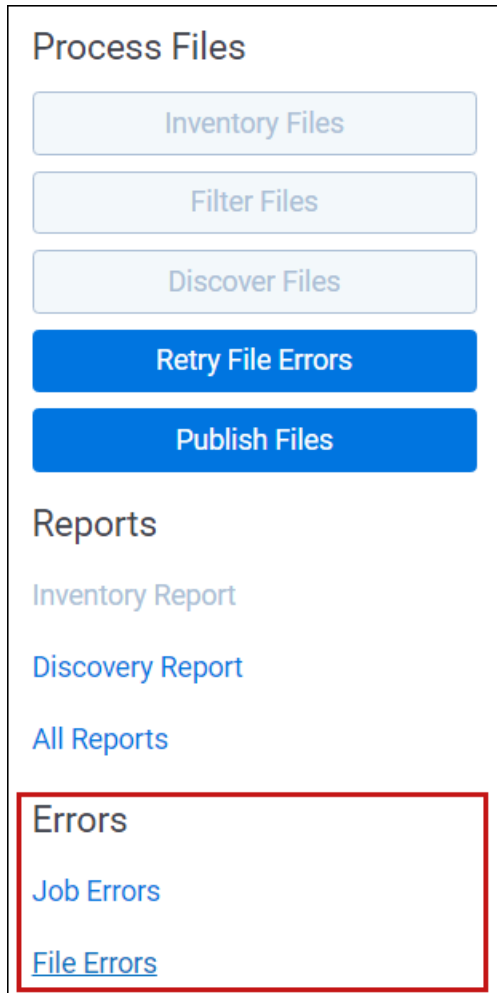 Process Files
Inventory Files
Filter Files
Discover Files
Retry File Errors
Publish Files
Reports
Inventory Report
Discovery Report
All Reports
Errors
Job Errors
File Errors